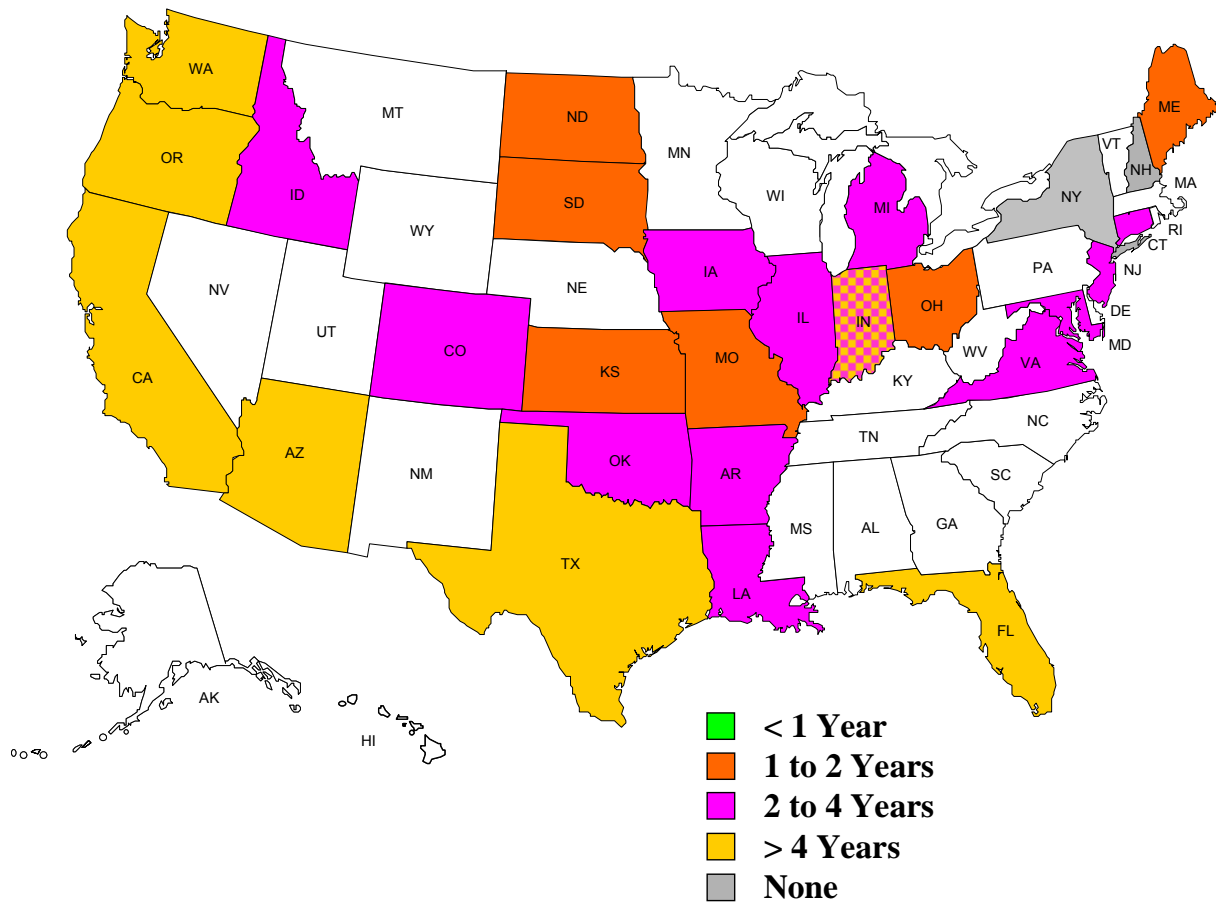 WA
MT
ND
ME
OR
MN
VT
NH
ID
SD
WI
MI
NY
MA
WY
RI
CT
IA
PA
NJ
NV
NE
IL
IN
OH
DE
UT
MD
CA
CO
KS
MO
WV
VA
KY
AZ
NM
OK
AR
TN
NC
SC
MS
AL
GA
TX
LA
FL
AK
HI
< 1 Year
1 to 2 Years
2 to 4 Years
> 4 Years
None